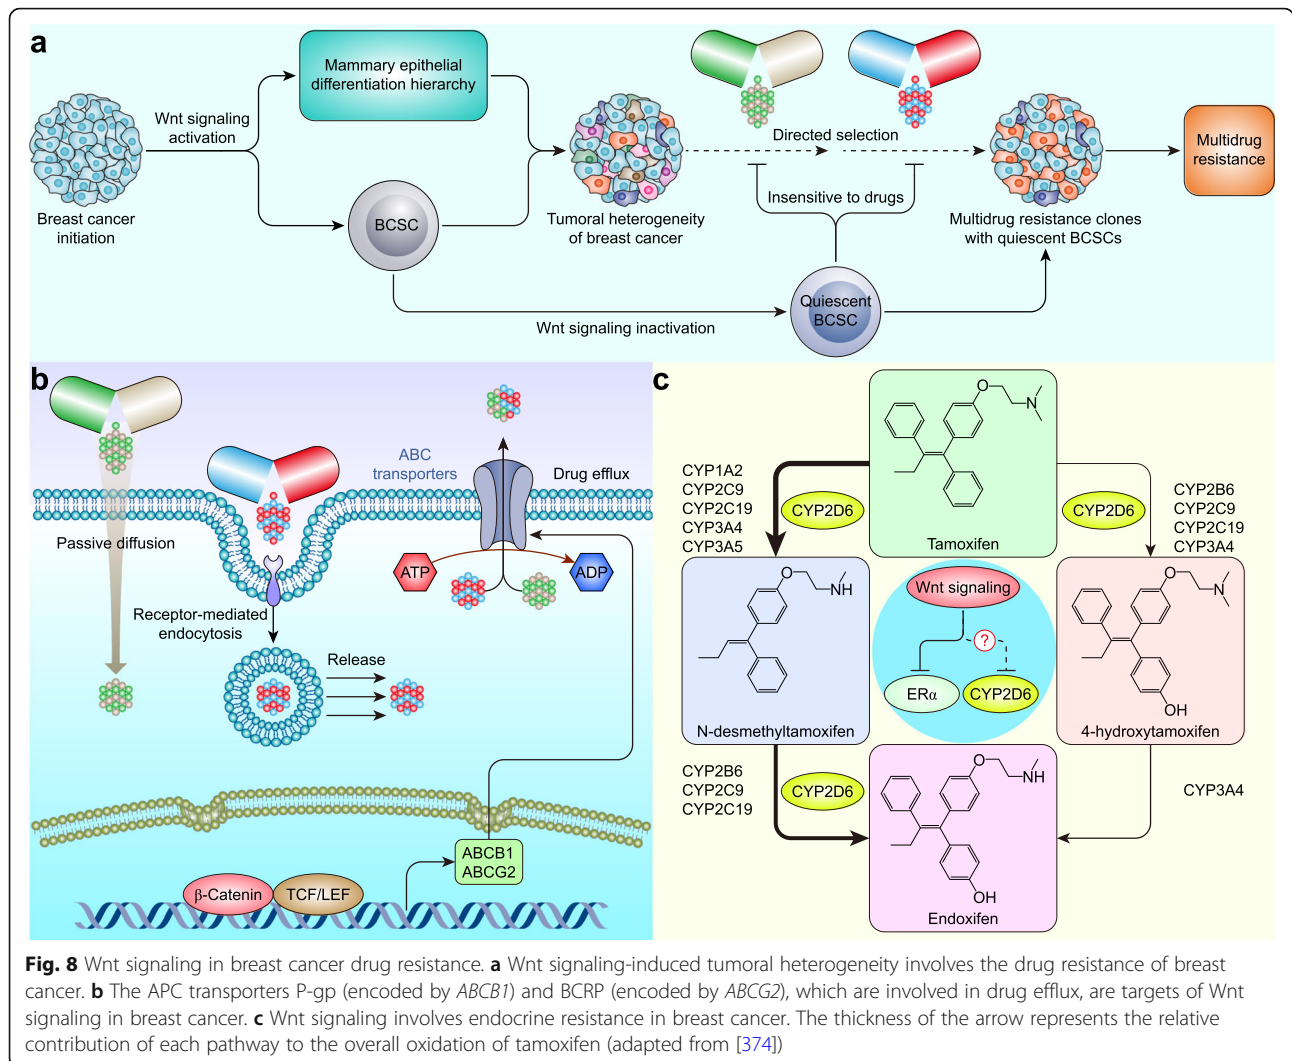 a
Mammary epithelial
differentiation hierarchy
Wnt signaling
activation
Breast cancer
initiation
BCSC
Tumoral heterogeneity
of breast cancer
Directed selection
Insensitive to drugs
Multidrug resistance clones
with quiescent BCSCs
Multidrug
resistance
Quiescent
BCSC
Wnt signaling inactivation
b
ABC
transporters
Drug efflux
Passive diffusion
ATP
ADP
Receptor-mediated
endocytosis
Release
ABCB1
ABCG2
β-Catenin
TCF/LEF
c
O
N
Tamoxifen
CYP1A2
CYP2C9
CYP2C19
CYP3A4
CYP3A5
CYP2D6
CYP2D6
CYP2B6
CYP2C9
CYP2C19
CYP3A4
O
NH
N-desmethyltamoxifen
Wnt signaling
?
ERα
CYP2D6
O
N
OH
4-hydroxytamoxifen
CYP2B6
CYP2C9
CYP2C19
CYP2D6
CYP3A4
O
NH
OH
Endoxifen
Fig. 8 Wnt signaling in breast cancer drug resistance. a Wnt signaling-induced tumoral heterogeneity involves the drug resistance of breast
cancer. b The APC transporters P-gp (encoded by ABCB1) and BCRP (encoded by ABCG2), which are involved in drug efflux, are targets of Wnt
signaling in breast cancer. c Wnt signaling involves endocrine resistance in breast cancer. The thickness of the arrow represents the relative
contribution of each pathway to the overall oxidation of tamoxifen (adapted from [374])